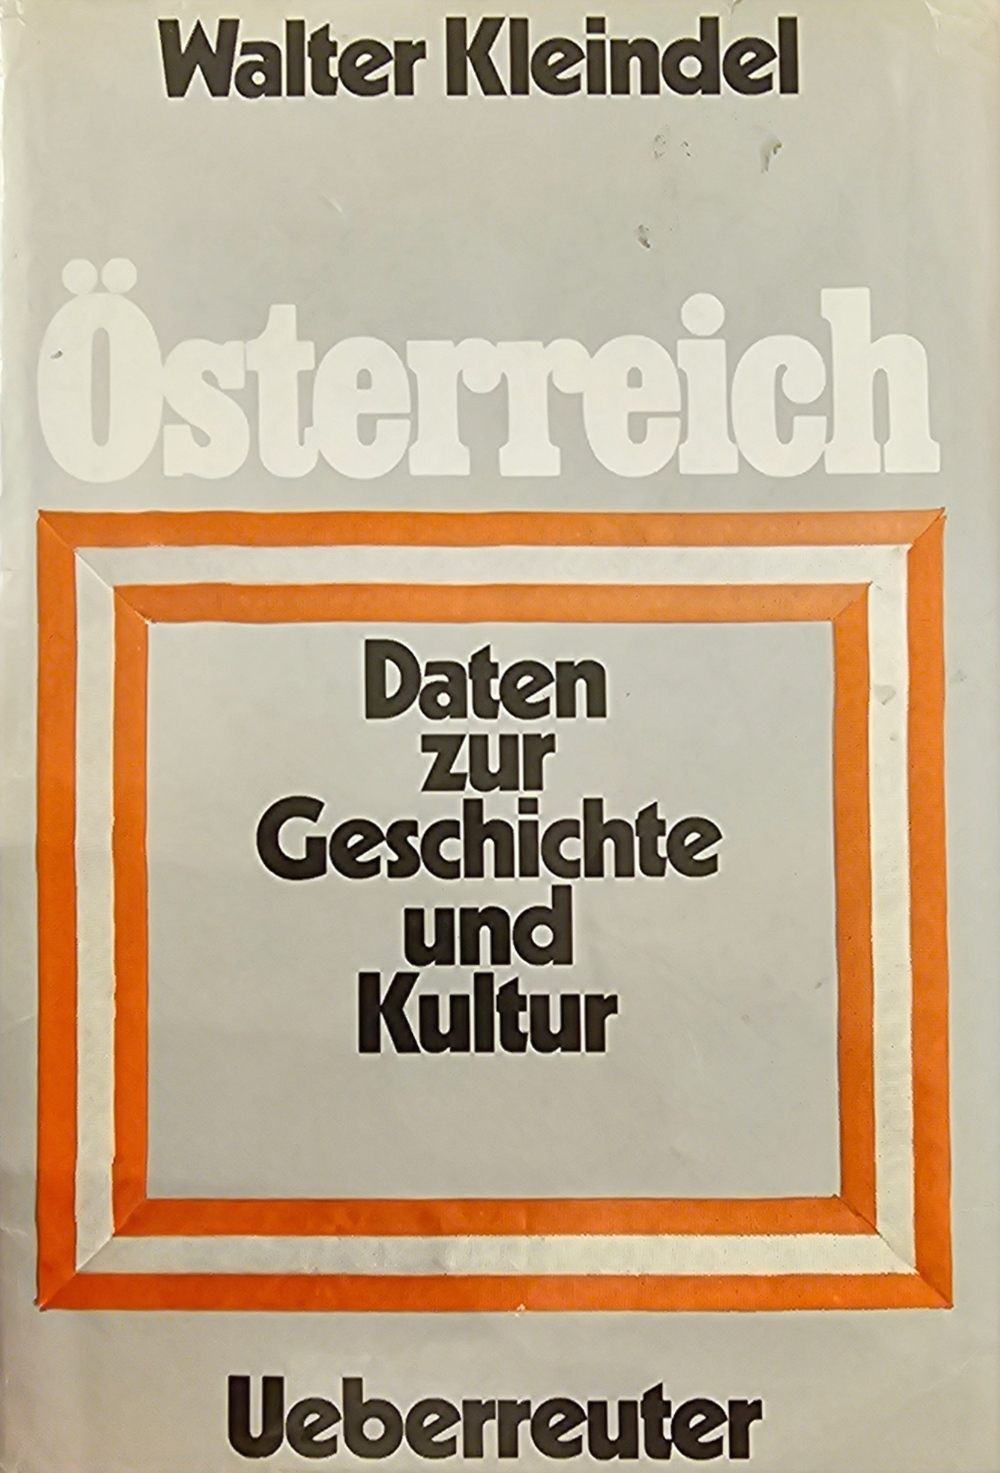 Walter Kleindel
Österreich
Daten
zur
Geschichte
und
Kultur
Ueberreuter